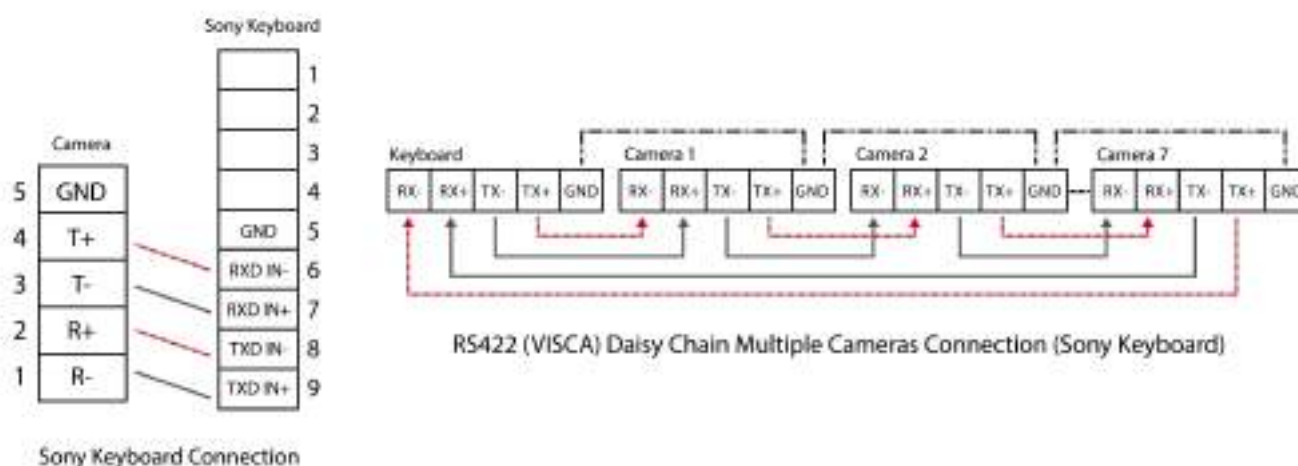 Sony Keyboard
1
2
3
4
GND 5
RXD IN- 6
RXD IN+ 7
TXD IN- 8
TXD IN+ 9
Camera
5 GND
4 T+
3 T-
2 R+
1 R-
Sony Keyboard Connection
Keyboard
RX- RX+ TX- TX+ GND
Camera 1
RX- RX+ TX- TX+ GND
Camera 2
RX- RX+ TX- TX+ GND
Camera 7
RX- RX+ TX- TX+ GND
RS422 (VISCA) Daisy Chain Multiple Cameras Connection (Sony Keyboard)